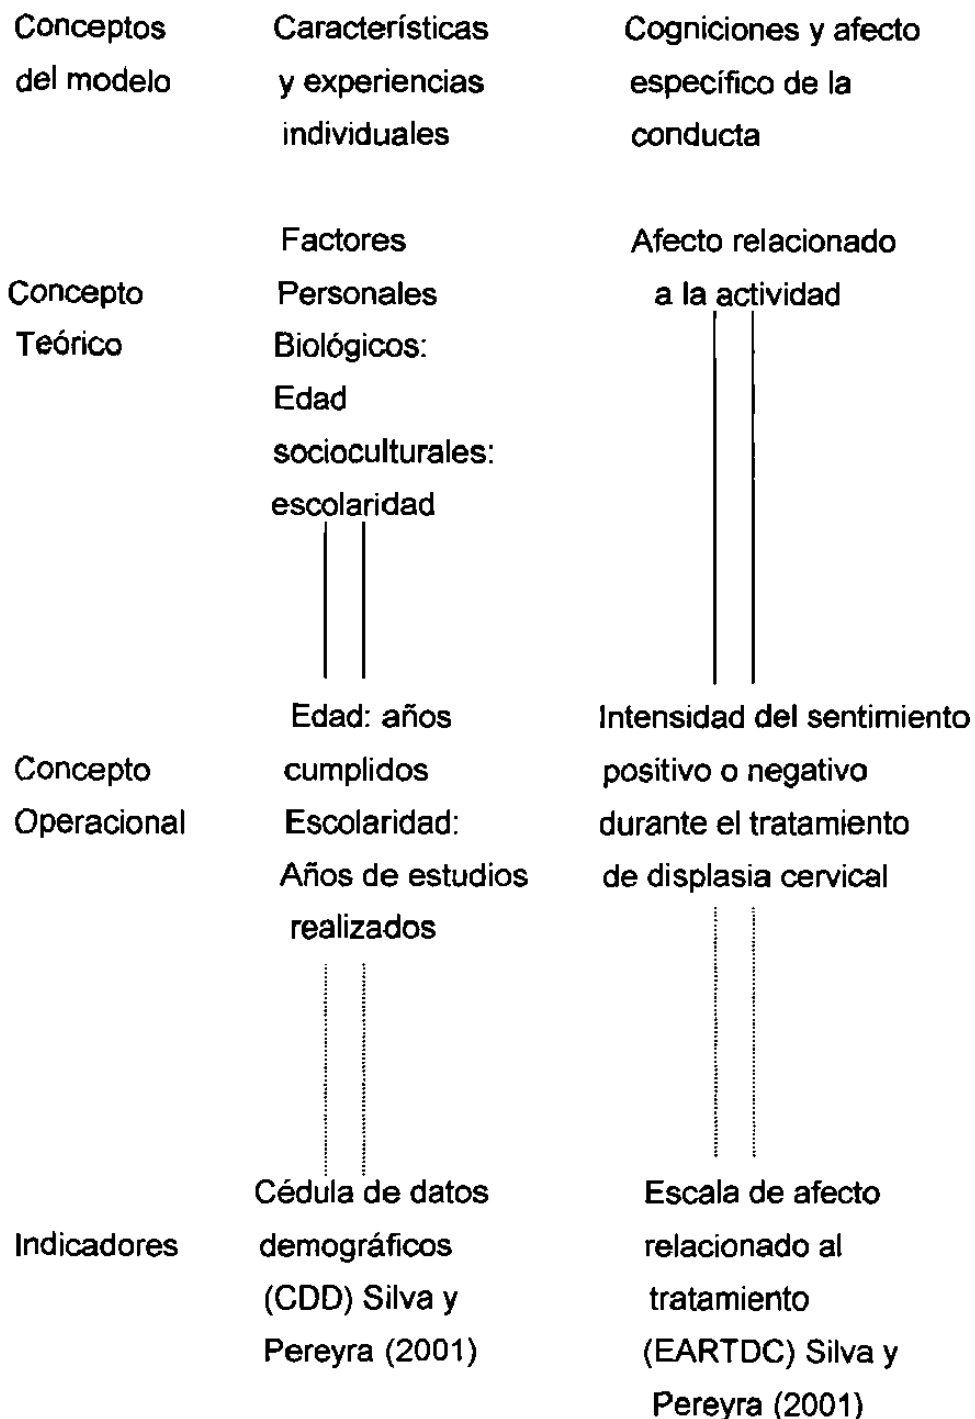 Conceptos
del modelo
Características
y experiencias
individuales
Cogniciones y afecto
específico de la
conducta
Concepto
Teórico
Factores
Personales
Biológicos:
Edad
socioculturales:
escolaridad
Afecto relacionado
a la actividad
Concepto
Operacional
Edad: años
cumplidos
Escolaridad:
Años de estudios
realizados
Intensidad del sentimiento
positivo o negativo
durante el tratamiento
de displasia cervical
Indicadores
Cédula de datos
demográficos
(CDD) Silva y
Pereyra (2001)
Escala de afecto
relacionado al
tratamiento
(EARTDC) Silva y
Pereyra (2001)